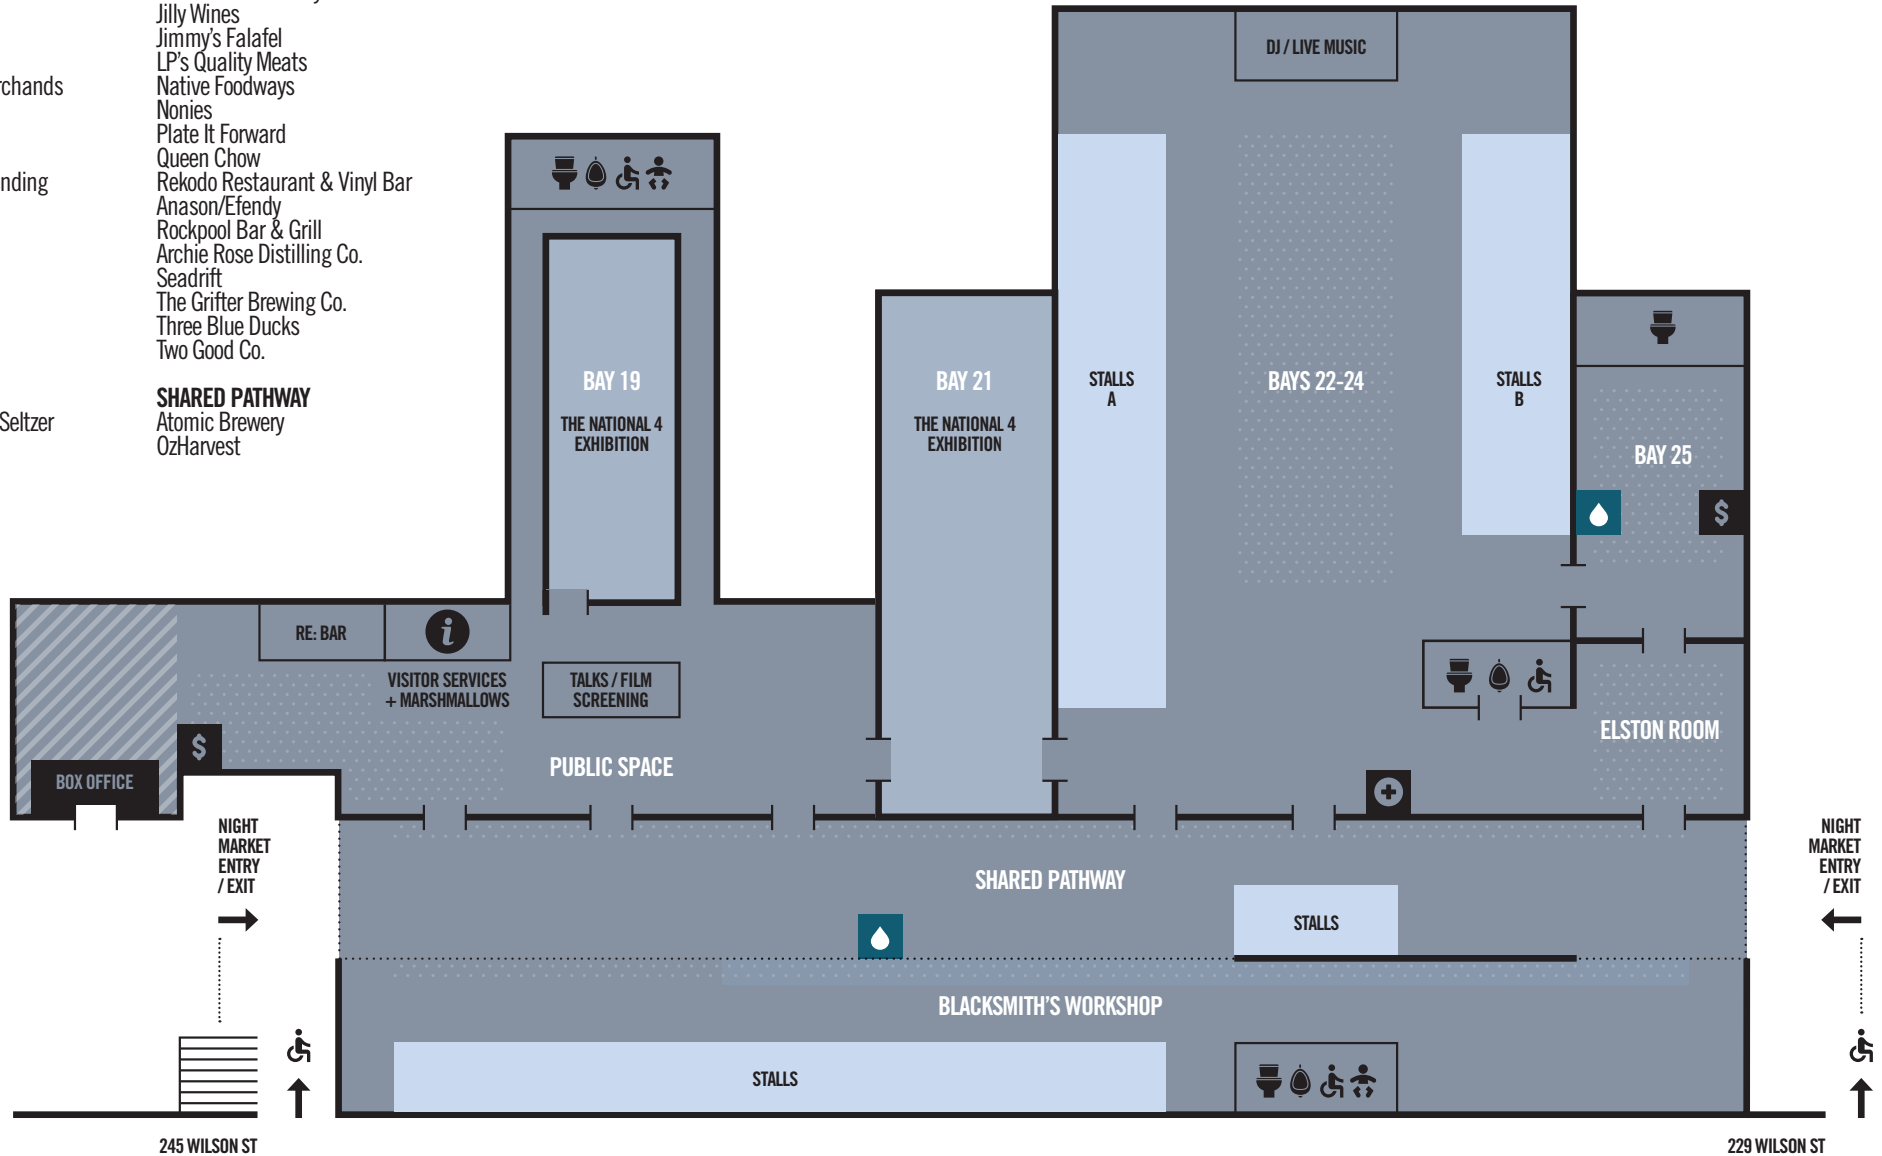 Jilly Wines
Jimmy's Falafel
LP's Quality Meats
rchands
Native Foodways
Nonies
Plate It Forward
Queen Chow
nding
Rekodo Restaurant & Vinyl Bar
Anason/Efendy
Rockpool Bar & Grill
Archie Rose Distilling Co.
Seadrift
The Grifter Brewing Co.
Three Blue Ducks
Two Good Co.
SHARED PATHWAY
Seltzer
Atomic Brewery
OzHarvest
DJ / LIVE MUSIC
BAY 19
THE NATIONAL 4
EXHIBITION
BAY 21
THE NATIONAL 4
EXHIBITION
STALLS
A
BAYS 22-24
STALLS
B
BAY 25
$
RE: BAR
i
VISITOR SERVICES
+ MARSHMALLOWS
TALKS / FILM
SCREENING
PUBLIC SPACE
$
BOX OFFICE
ELSTON ROOM
NIGHT
MARKET
ENTRY
/ EXIT
SHARED PATHWAY
STALLS
NIGHT
MARKET
ENTRY
/ EXIT
BLACKSMITH'S WORKSHOP
STALLS
245 WILSON ST
229 WILSON ST